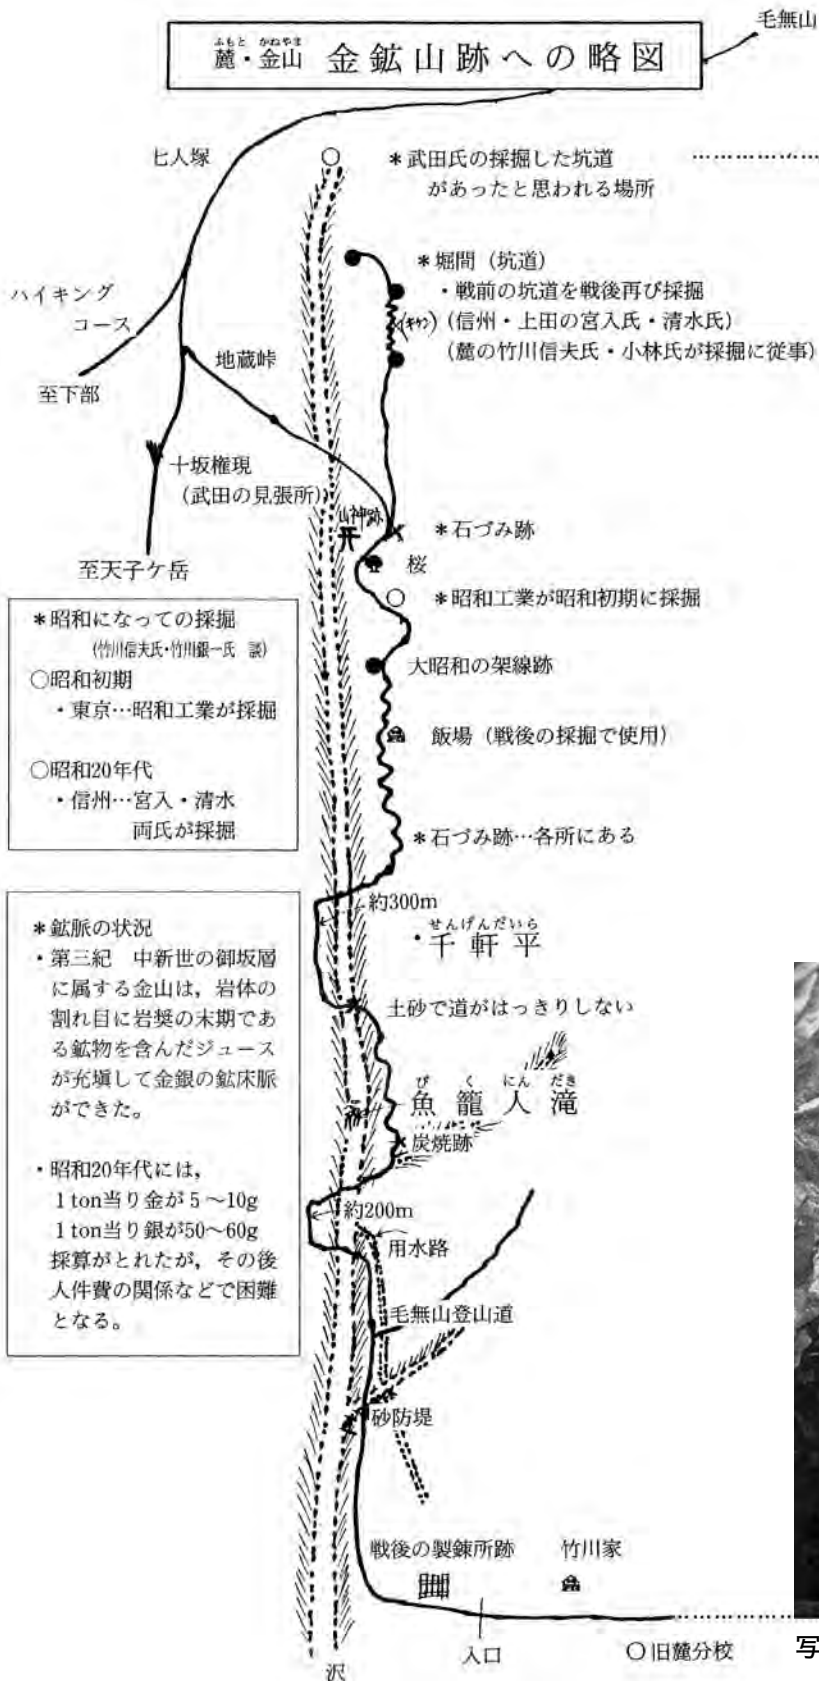 毛無山
麓・金山 金鉱山跡への略図
ふもと かねやま
七人塚
＊武田氏の採掘した坑道
があったと思われる場所
＊堀間（坑道）
・戦前の坑道を戦後再び採掘
（信州・上田の宮入氏・清水氏）
（麓の竹川信夫氏・小林氏が採掘に従事）
ハイキング
コース
至下部
地蔵峠
十坂権現
（武田の見張所）
至天子ケ岳
山神跡
＊石づみ跡
桜
＊昭和工業が昭和初期に採掘
大昭和の架線跡
飯場（戦後の採掘で使用）
＊石づみ跡…各所にある
＊昭和になっての採掘
（竹川信夫氏・竹川銀一氏 談）
○昭和初期
・東京…昭和工業が採掘
○昭和20年代
・信州…宮入・清水
両氏が採掘
約300m
せんげんだいら
・千軒平
土砂で道がはっきりしない
びくにんだき
魚籠人滝
炭焼跡
＊鉱脈の状況
・第三紀 中新世の御坂層
に属する金山は，岩体の
割れ目に岩奨の末期であ
る鉱物を含んだジュース
が充塡して金銀の鉱床脈
ができた。
・昭和20年代には，
1ton当り金が5～10g
1ton当り銀が50～60g
採算がとれたが，その後
人件費の関係などで困難
となる。
約200m
用水路
毛無山登山道
砂防堤
戦後の製錬所跡
竹川家
入口
○旧麓分校
沢
写